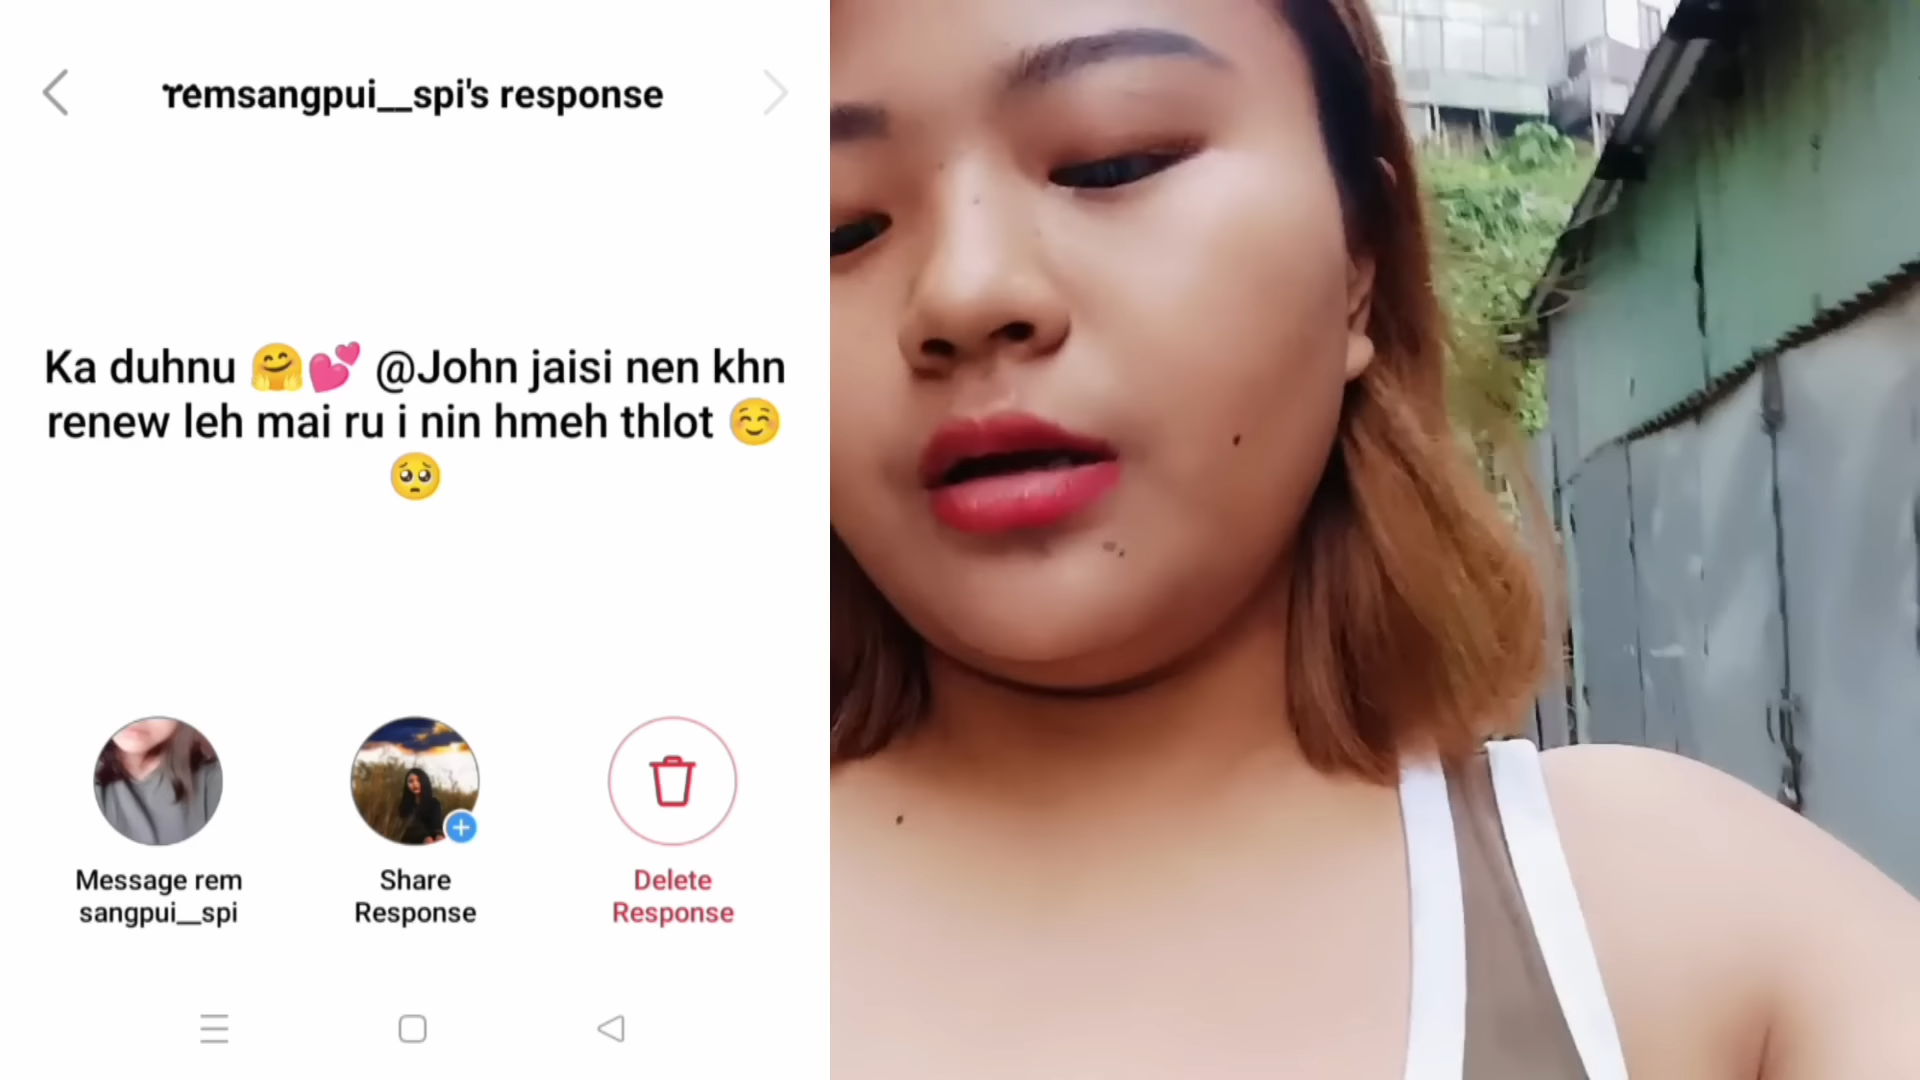 remsangpui__spi's response
Ka duhnu 🤗💕 @John jaisi nen khn
renew leh mai ru i nin hmeh thlot ☺️
🥺
Message rem
sangpui__spi
Share
Response
Delete
Response